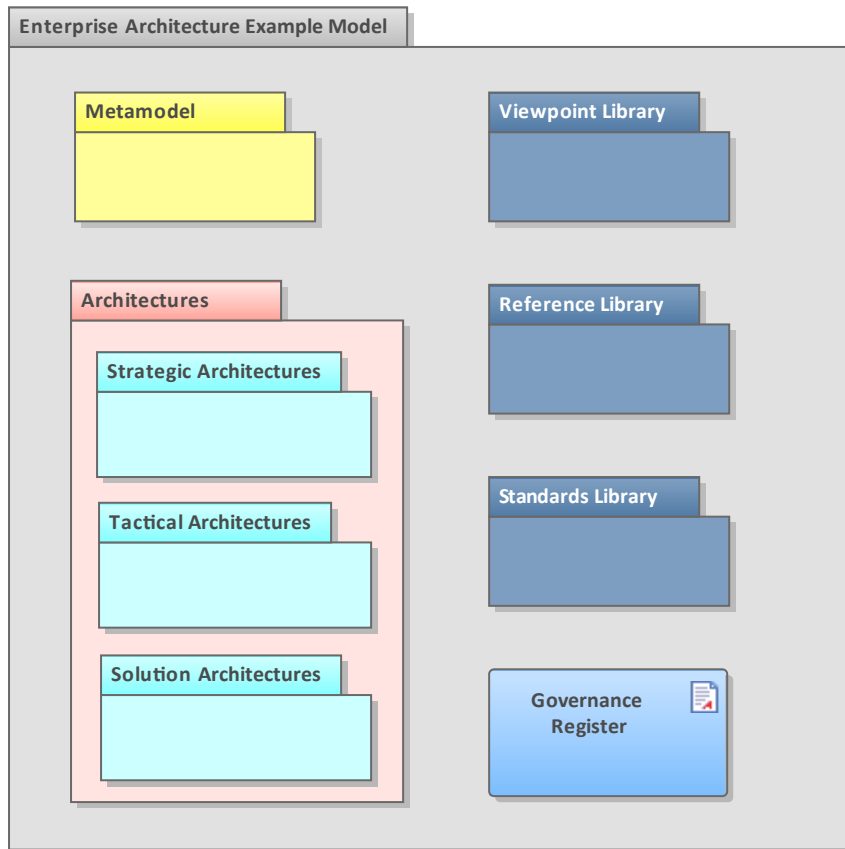 Enterprise Architecture Example Model
Metamodel
Viewpoint Library
Architectures
Reference Library
Strategic Architectures
Tactical Architectures
Standards Library
Solution Architectures
Governance
Register